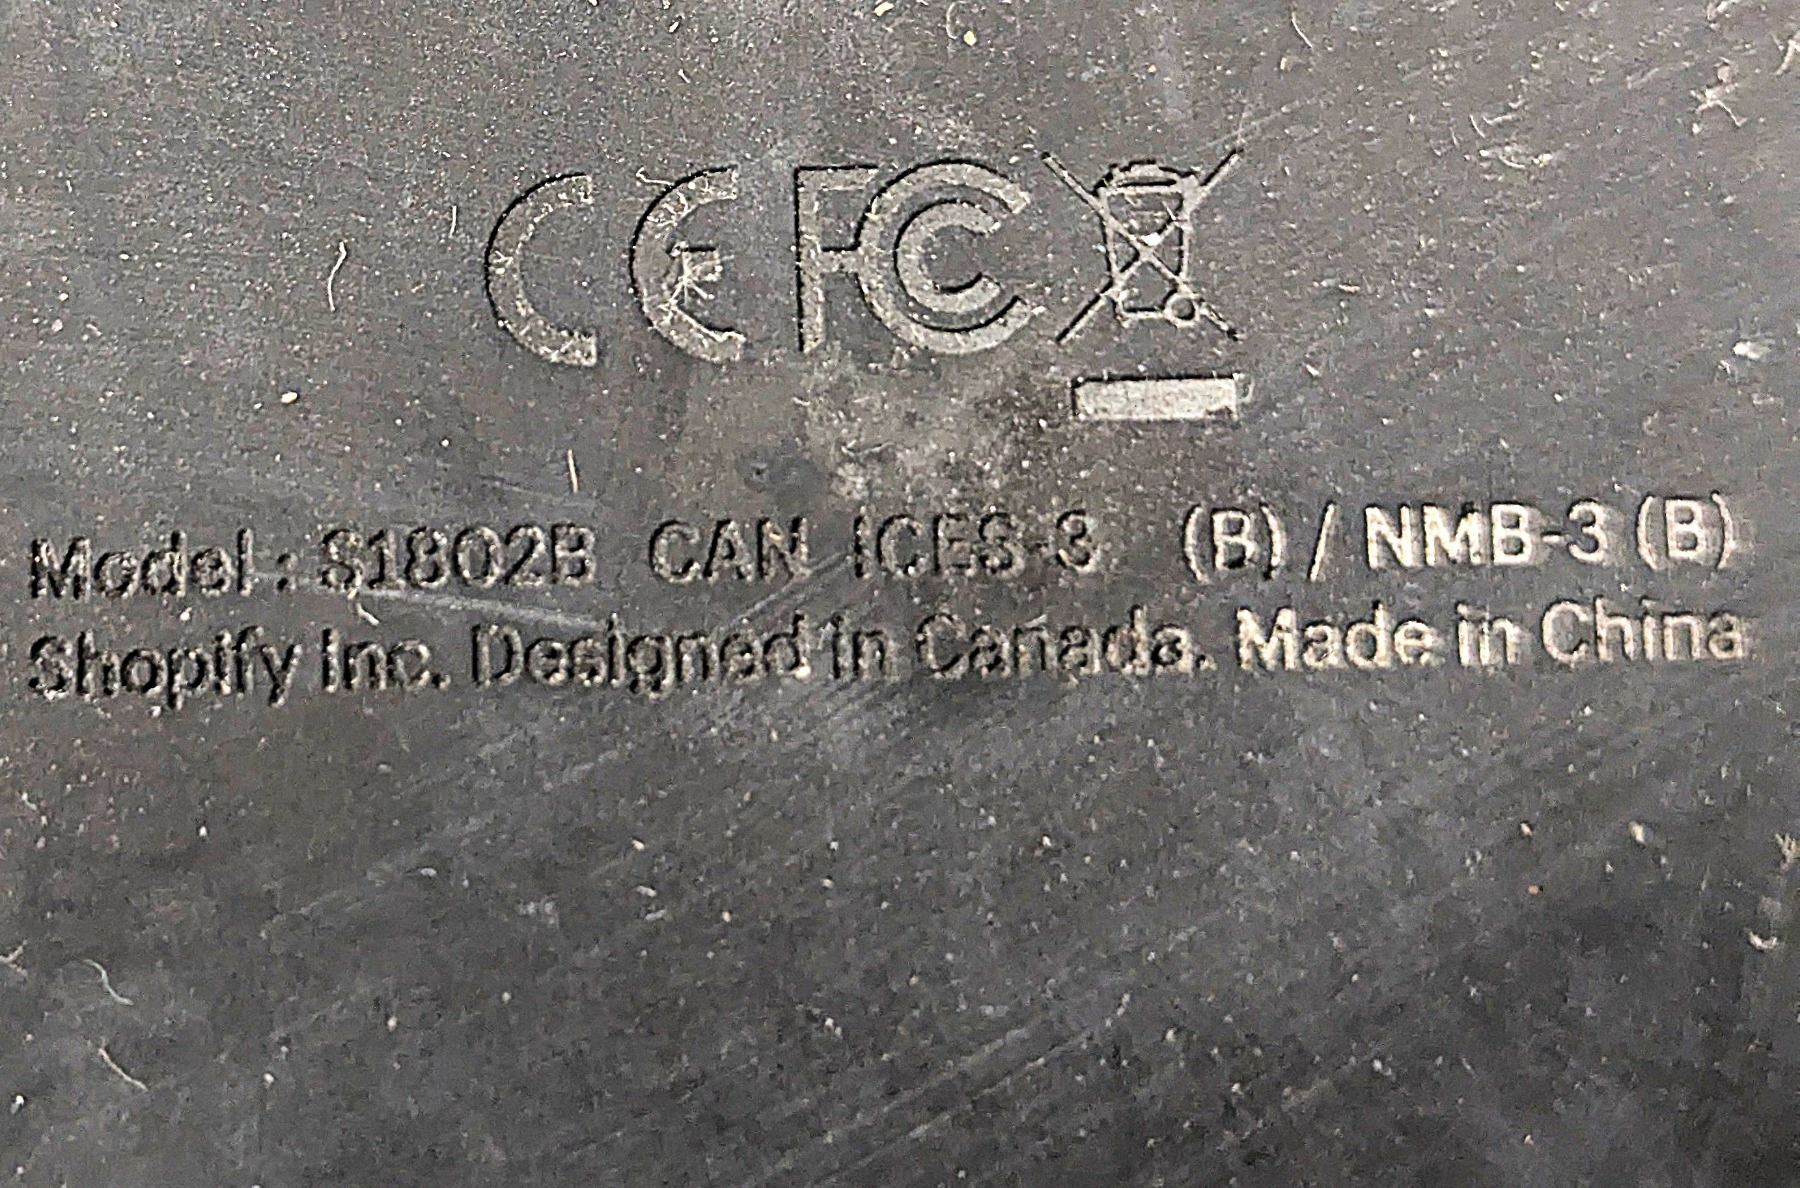 CE FC
Model : S1802B CAN ICES-3 (B) / NMB-3 (B)
Shopify Inc. Designed in Canada. Made in China